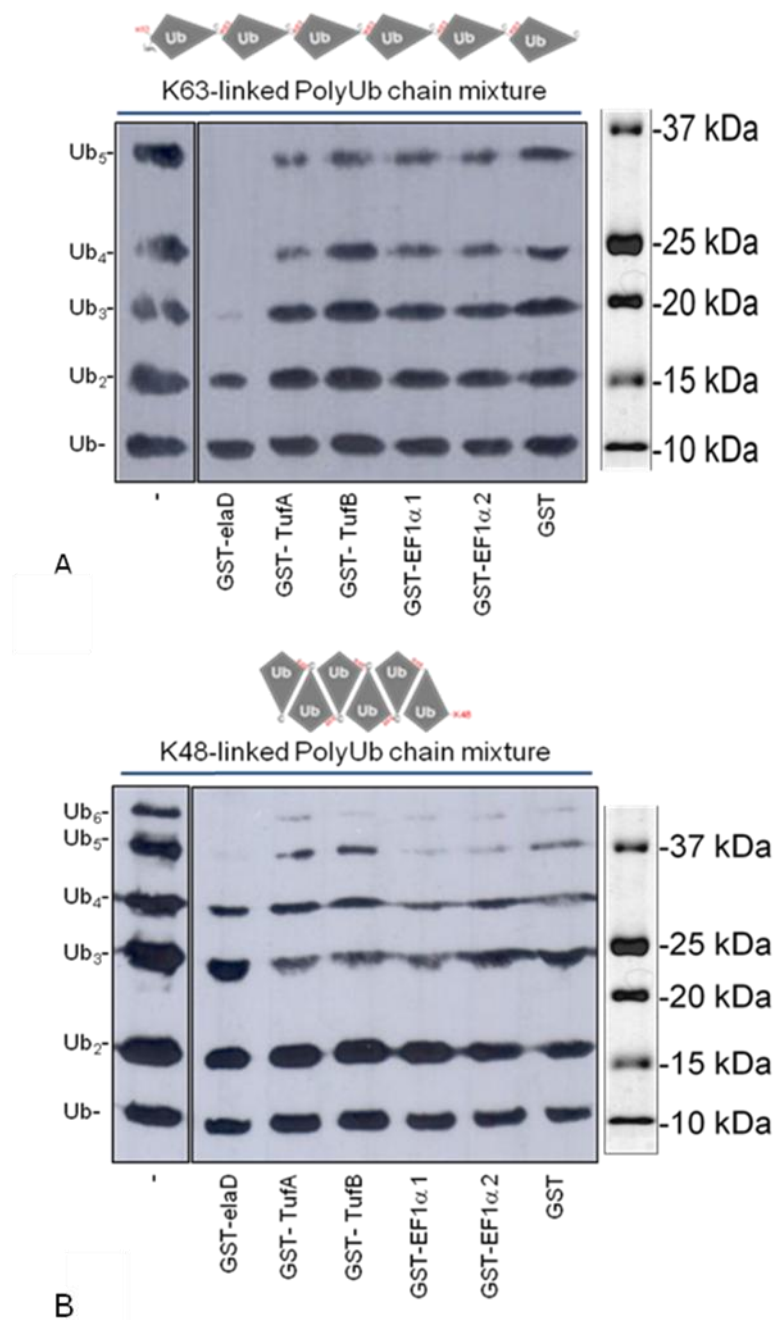 Ub Ub Ub Ub Ub Ub
K63-linked PolyUb chain mixture
Ub5-
Ub4-
Ub3-
Ub2-
Ub-
-37 kDa
-25 kDa
-20 kDa
-15 kDa
-10 kDa
-
GST-elaD
GST- TufA
GST- TufB
GST-EF1α1
GST-EF1α2
GST
A
Ub Ub Ub
Ub Ub Ub
K48
K48-linked PolyUb chain mixture
Ub6-
Ub5-
Ub4-
Ub3-
Ub2-
Ub-
-37 kDa
-25 kDa
-20 kDa
-15 kDa
-10 kDa
-
GST-elaD
GST- TufA
GST- TufB
GST-EF1α1
GST-EF1α2
GST
B